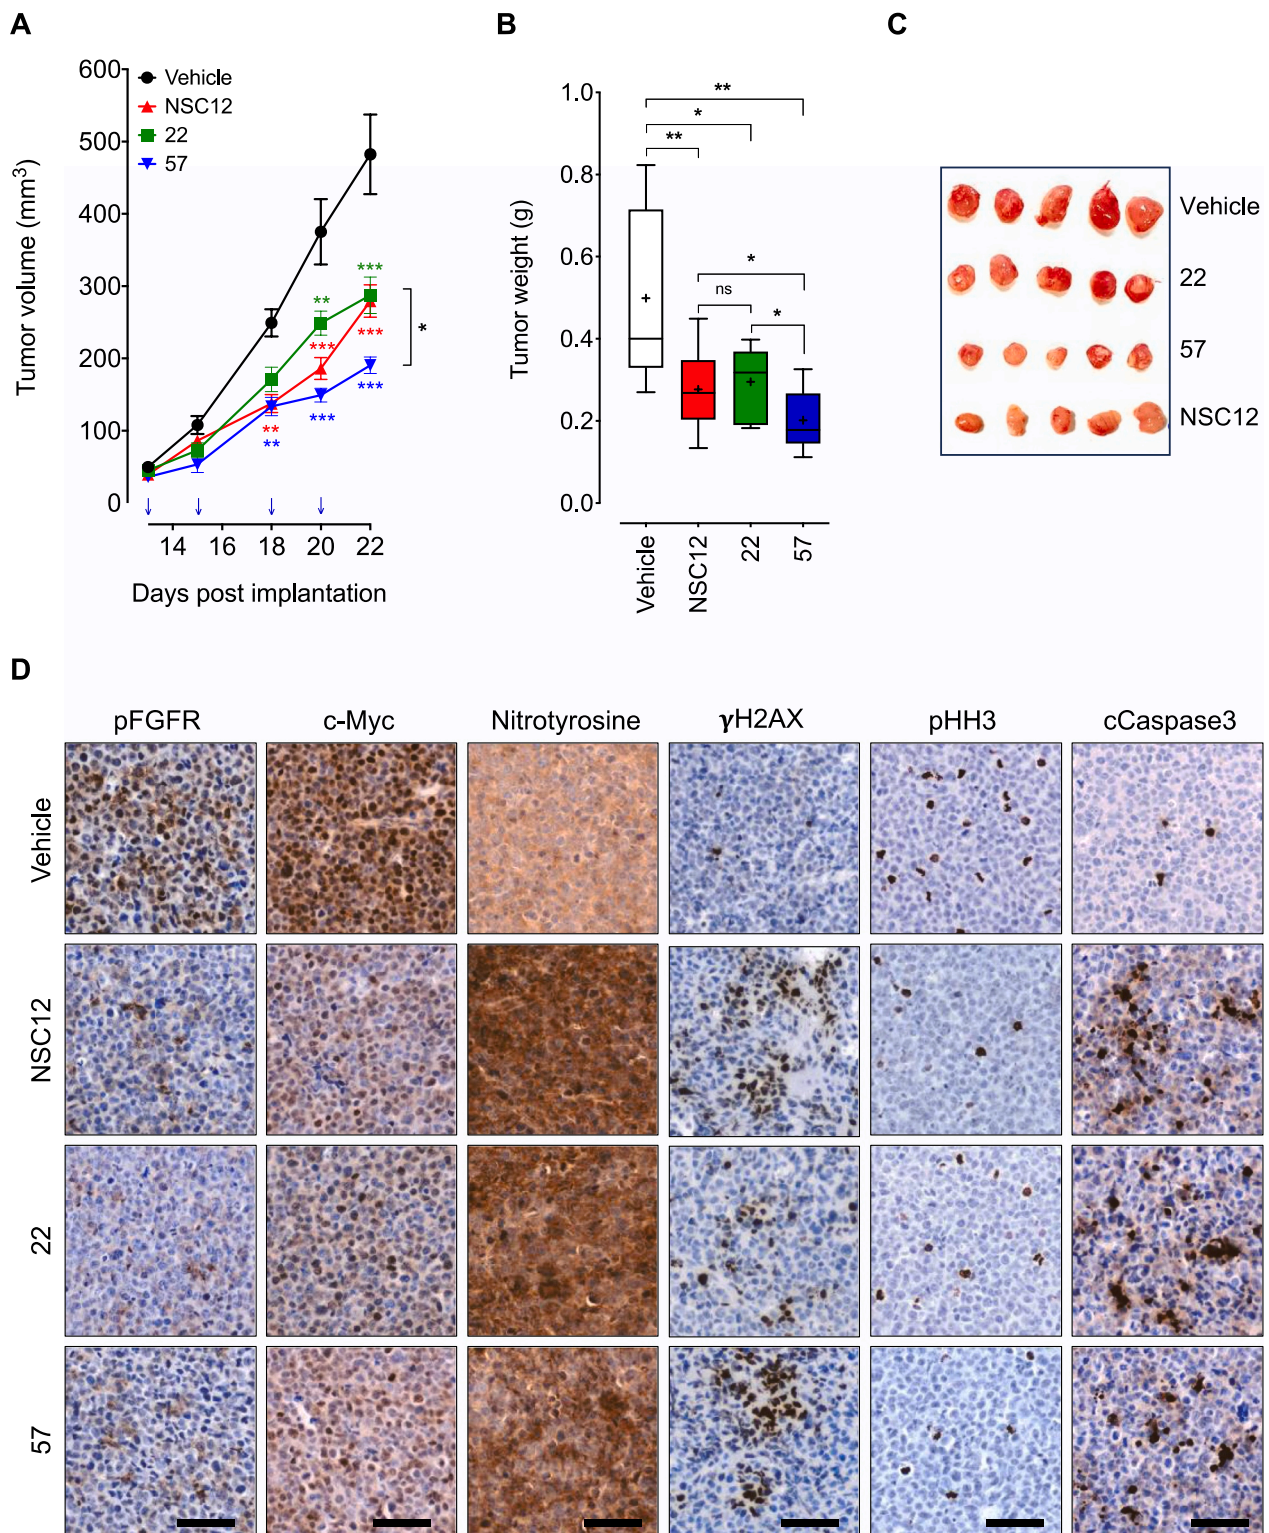 A
B
C
Tumor volume (mm³)
600
500
400
300
200
100
0
Vehicle
NSC12
22
57
**
***
**
**
***
***
***
***
***
*
14 16 18 20 22
Days post implantation
Tumor weight (g)
1.0
0.8
0.6
0.4
0.2
0.0
**
*
**
*
ns
*
Vehicle
NSC12
22
57
Vehicle
22
57
NSC12
D
pFGFR c-Myc Nitrotyrosine γH2AX pHH3 cCaspase3
Vehicle
NSC12
22
57